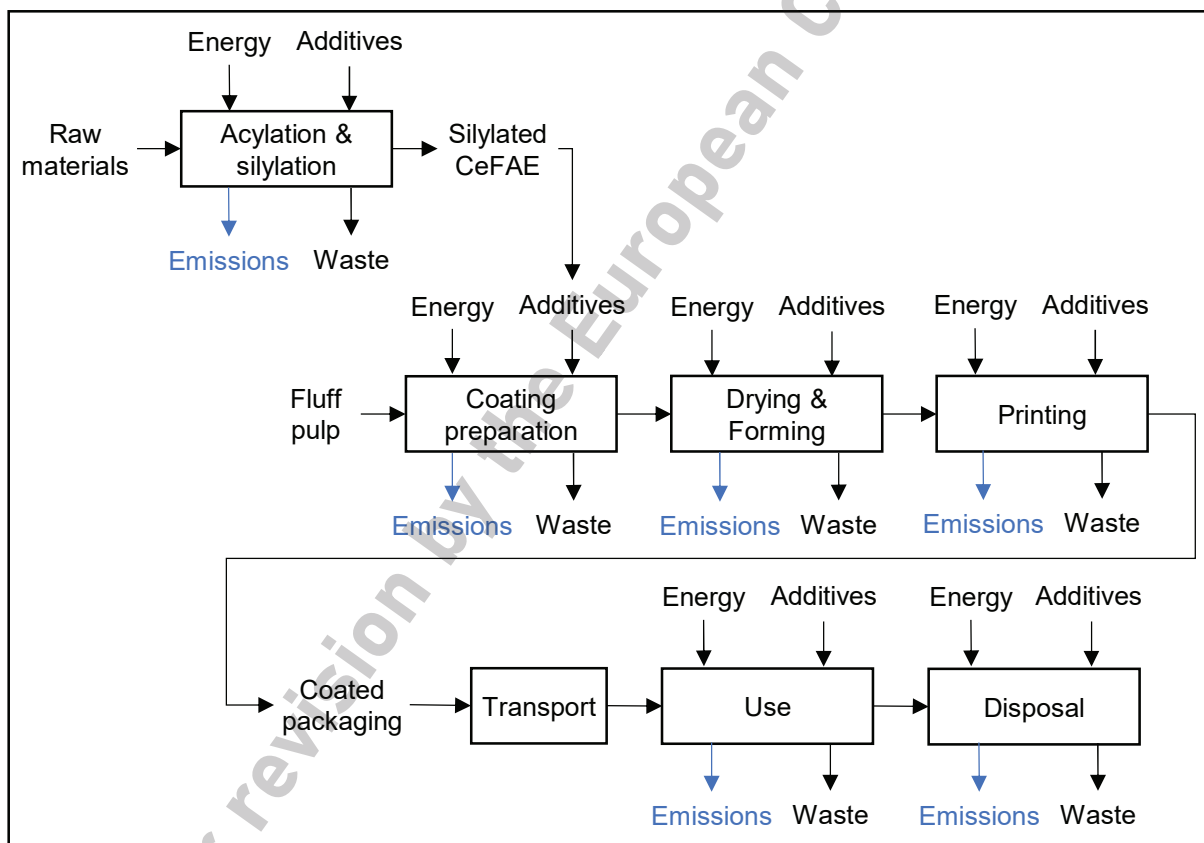 Energy Additives
Raw
materials
Acylation &
silylation
Silylated
CeFAE
Emissions Waste
Energy Additives Energy Additives Energy Additives
Fluff
pulp
Coating
preparation
Drying &
Forming
Printing
Emissions Waste Emissions Waste Emissions Waste
Energy Additives Energy Additives
Coated
packaging
Transport
Use
Disposal
Emissions Waste Emissions Waste
revision by the European